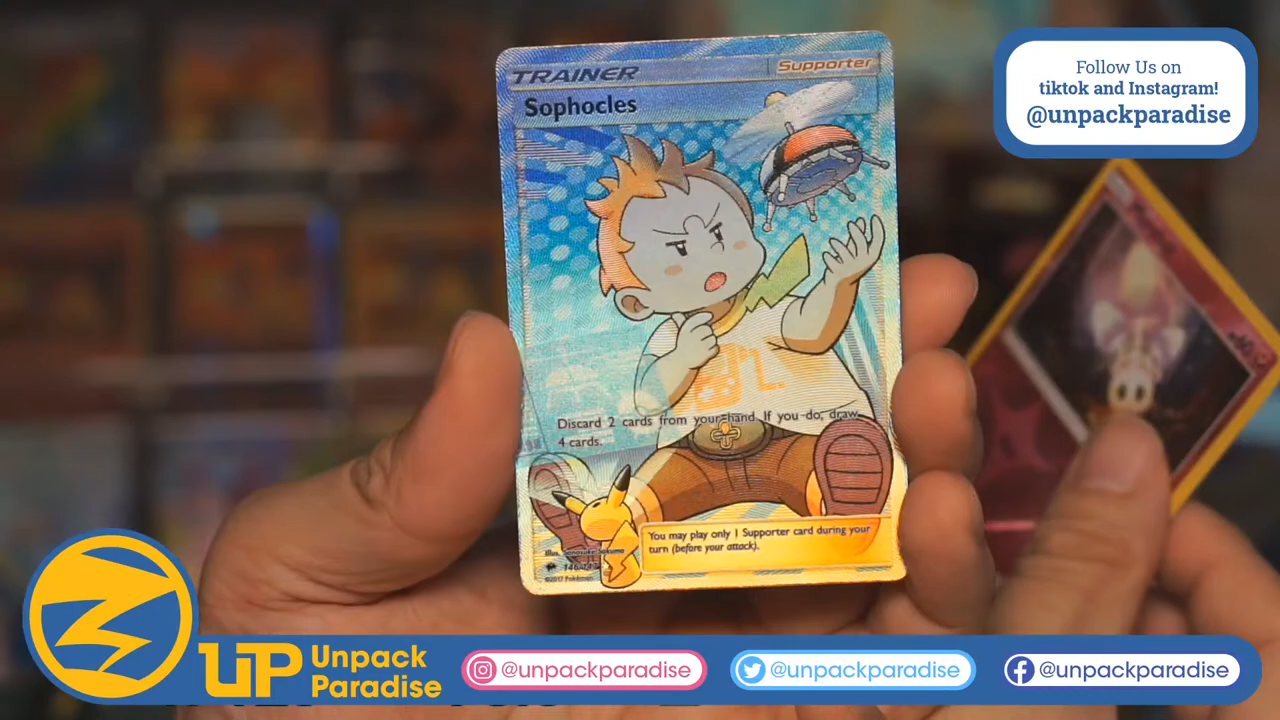 Follow Us on
tiktok and Instagram!
@unpackparadise
TRAINER
Supporter
Sophocles
Discard 2 cards from your hand. If you do, draw
4 cards.
You may play only 1 Supporter card during your
turn (before your attack).
©2017 Pokémon
UP
Unpack
Paradise
@unpackparadise
@unpackparadise
@unpackparadise